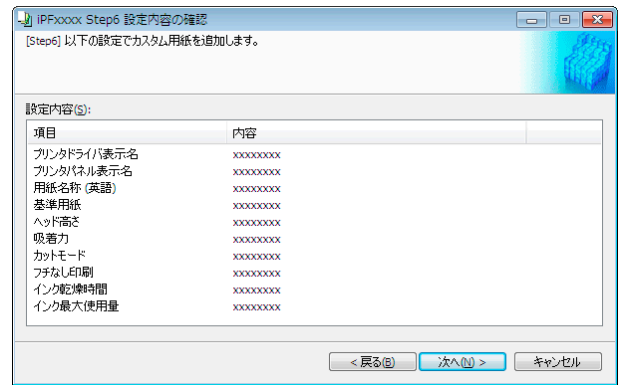 iPFxxxx Step6 設定内容の確認
[Step6] 以下の設定でカスタム用紙を追加します。
設定内容(S):
項目 内容
プリンタドライバ表示名 xxxxxxxx
プリンタパネル表示名 xxxxxxxx
用紙名称 (英語) xxxxxxxx
基準用紙 xxxxxxxx
ヘッド高さ xxxxxxxx
吸着力 xxxxxxxx
カットモード xxxxxxxx
フチなし印刷 xxxxxxxx
インク乾燥時間 xxxxxxxx
インク最大使用量 xxxxxxxx
< 戻る(B) 次へ(N) > キャンセル